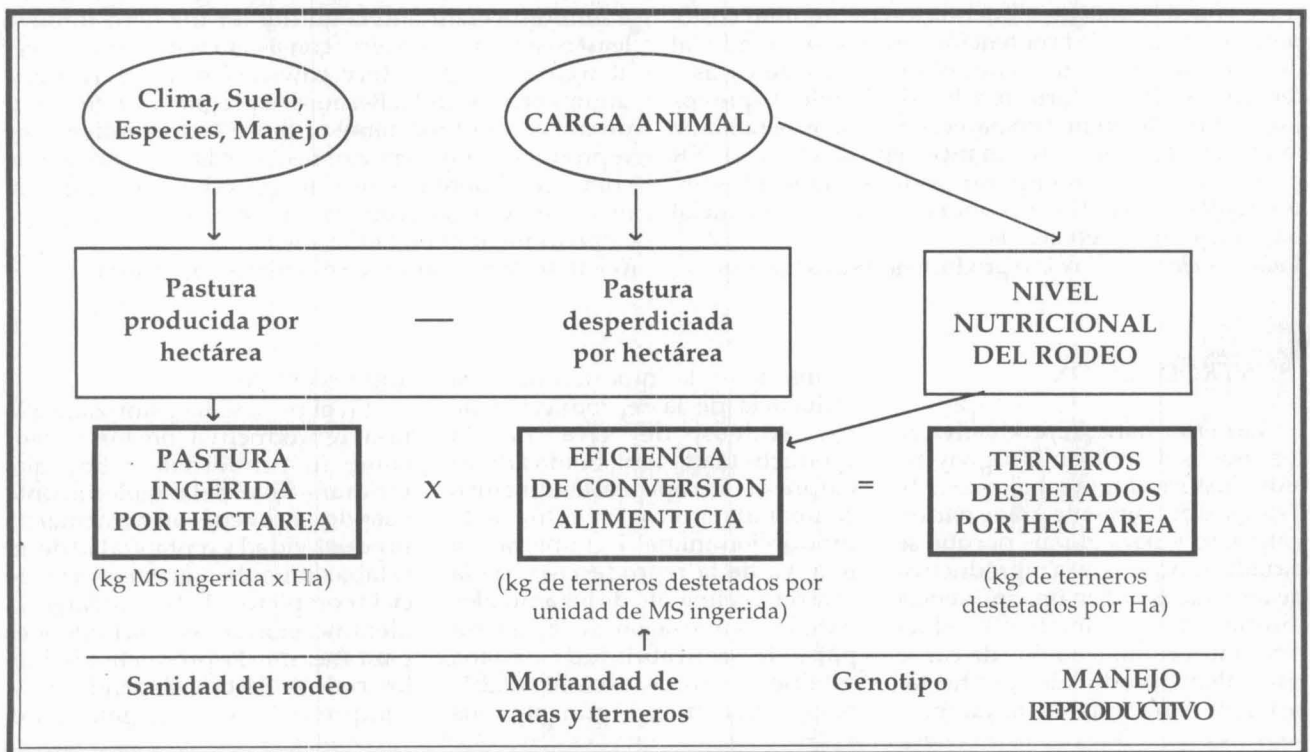 Clima, Suelo,
Especies, Manejo
CARGA ANIMAL
Pastura
producida por
hectárea
—
Pastura
desperdiciada
por hectárea
NIVEL
NUTRICIONAL
DEL RODEO
PASTURA
INGERIDA
POR HECTAREA
X
EFICIENCIA
DE CONVERSION
ALIMENTICIA
=
TERNEROS
DESTETADOS
POR HECTAREA
(kg MS ingerida x Ha)
(kg de terneros destetados por
unidad de MS ingerida)
(kg de terneros
destetados por Ha)
Sanidad del rodeo
Mortandad de
vacas y terneros
Genotipo
MANEJO
REPRODUCTIVO